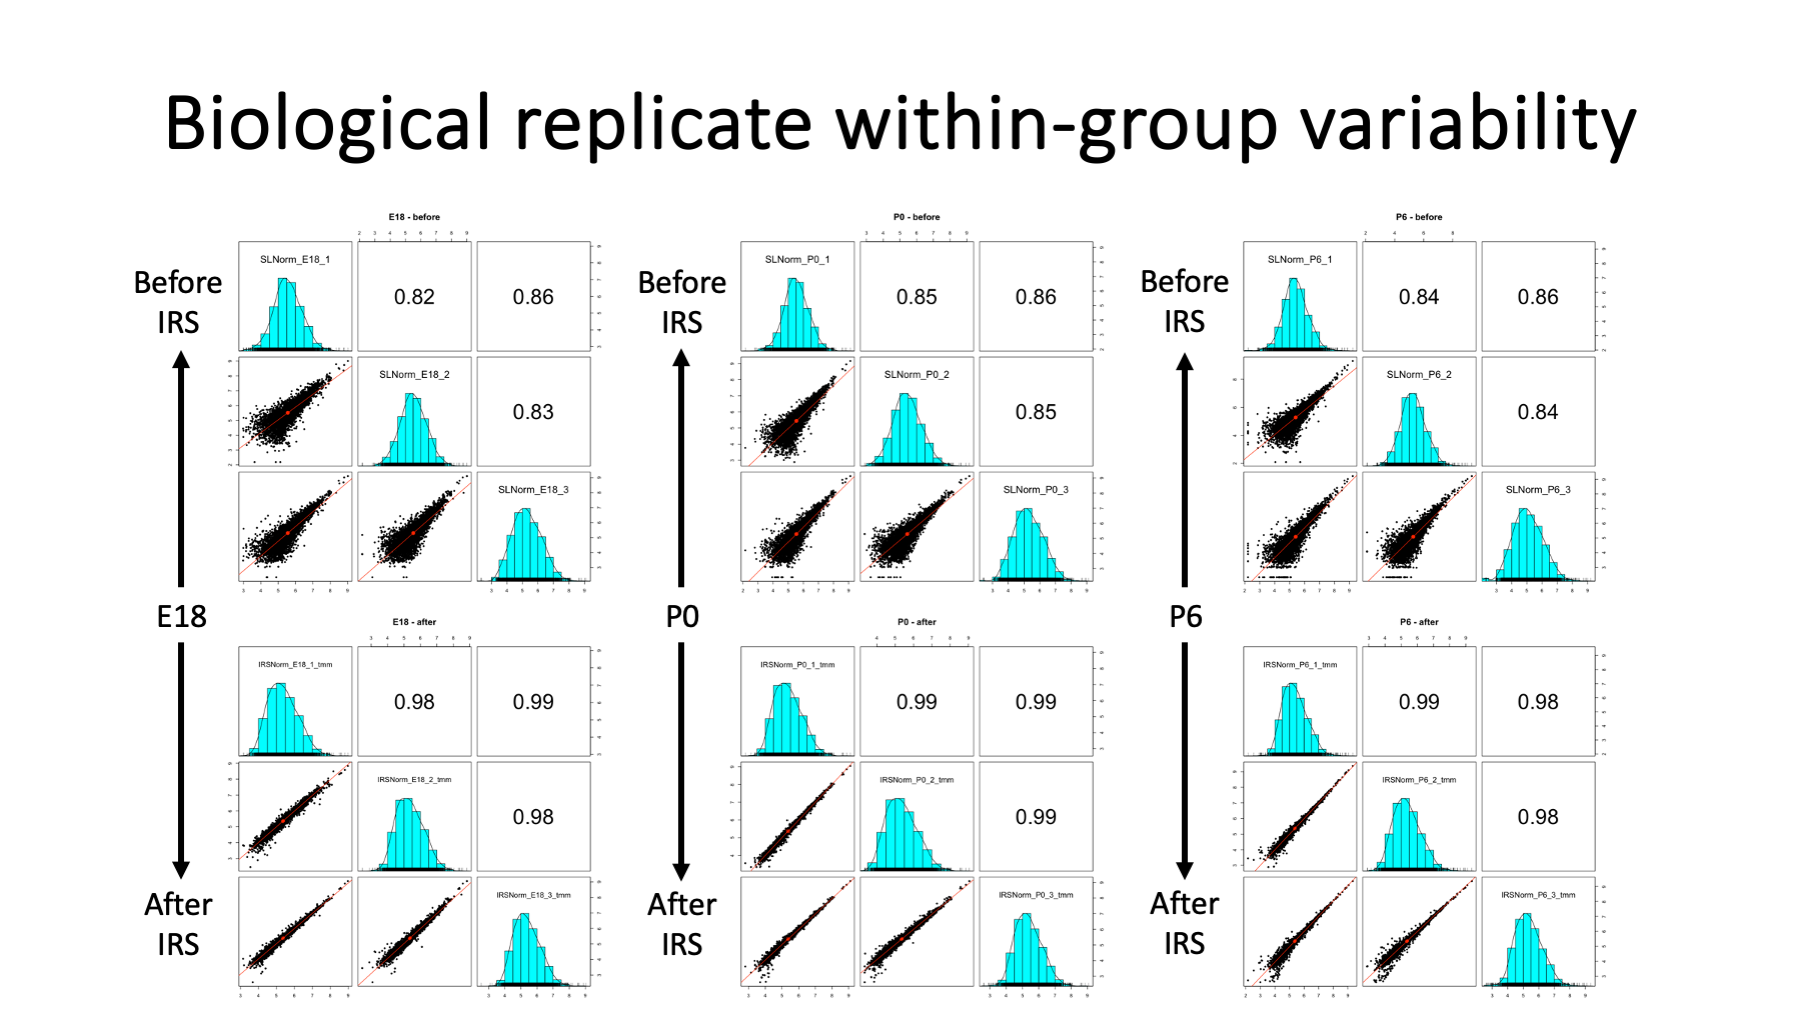 Biological replicate within-group variability
E18 - before
SLNorm_E18_1
0.82
0.86
SLNorm_E18_2
0.83
SLNorm_E18_3
P0 - before
SLNorm_P0_1
0.85
0.86
SLNorm_P0_2
0.85
SLNorm_P0_3
P6 - before
SLNorm_P6_1
0.84
0.86
SLNorm_P6_2
0.84
SLNorm_P6_3
Before
IRS
Before
IRS
Before
IRS
E18
P0
P6
E18 - after
IRSNorm_E18_1_tmm
0.98
0.99
IRSNorm_E18_2_tmm
0.98
IRSNorm_E18_3_tmm
P0 - after
IRSNorm_P0_1_tmm
0.99
0.99
IRSNorm_P0_2_tmm
0.99
IRSNorm_P0_3_tmm
P6 - after
IRSNorm_P6_1_tmm
0.99
0.98
IRSNorm_P6_2_tmm
0.98
IRSNorm_P6_3_tmm
After
IRS
After
IRS
After
IRS